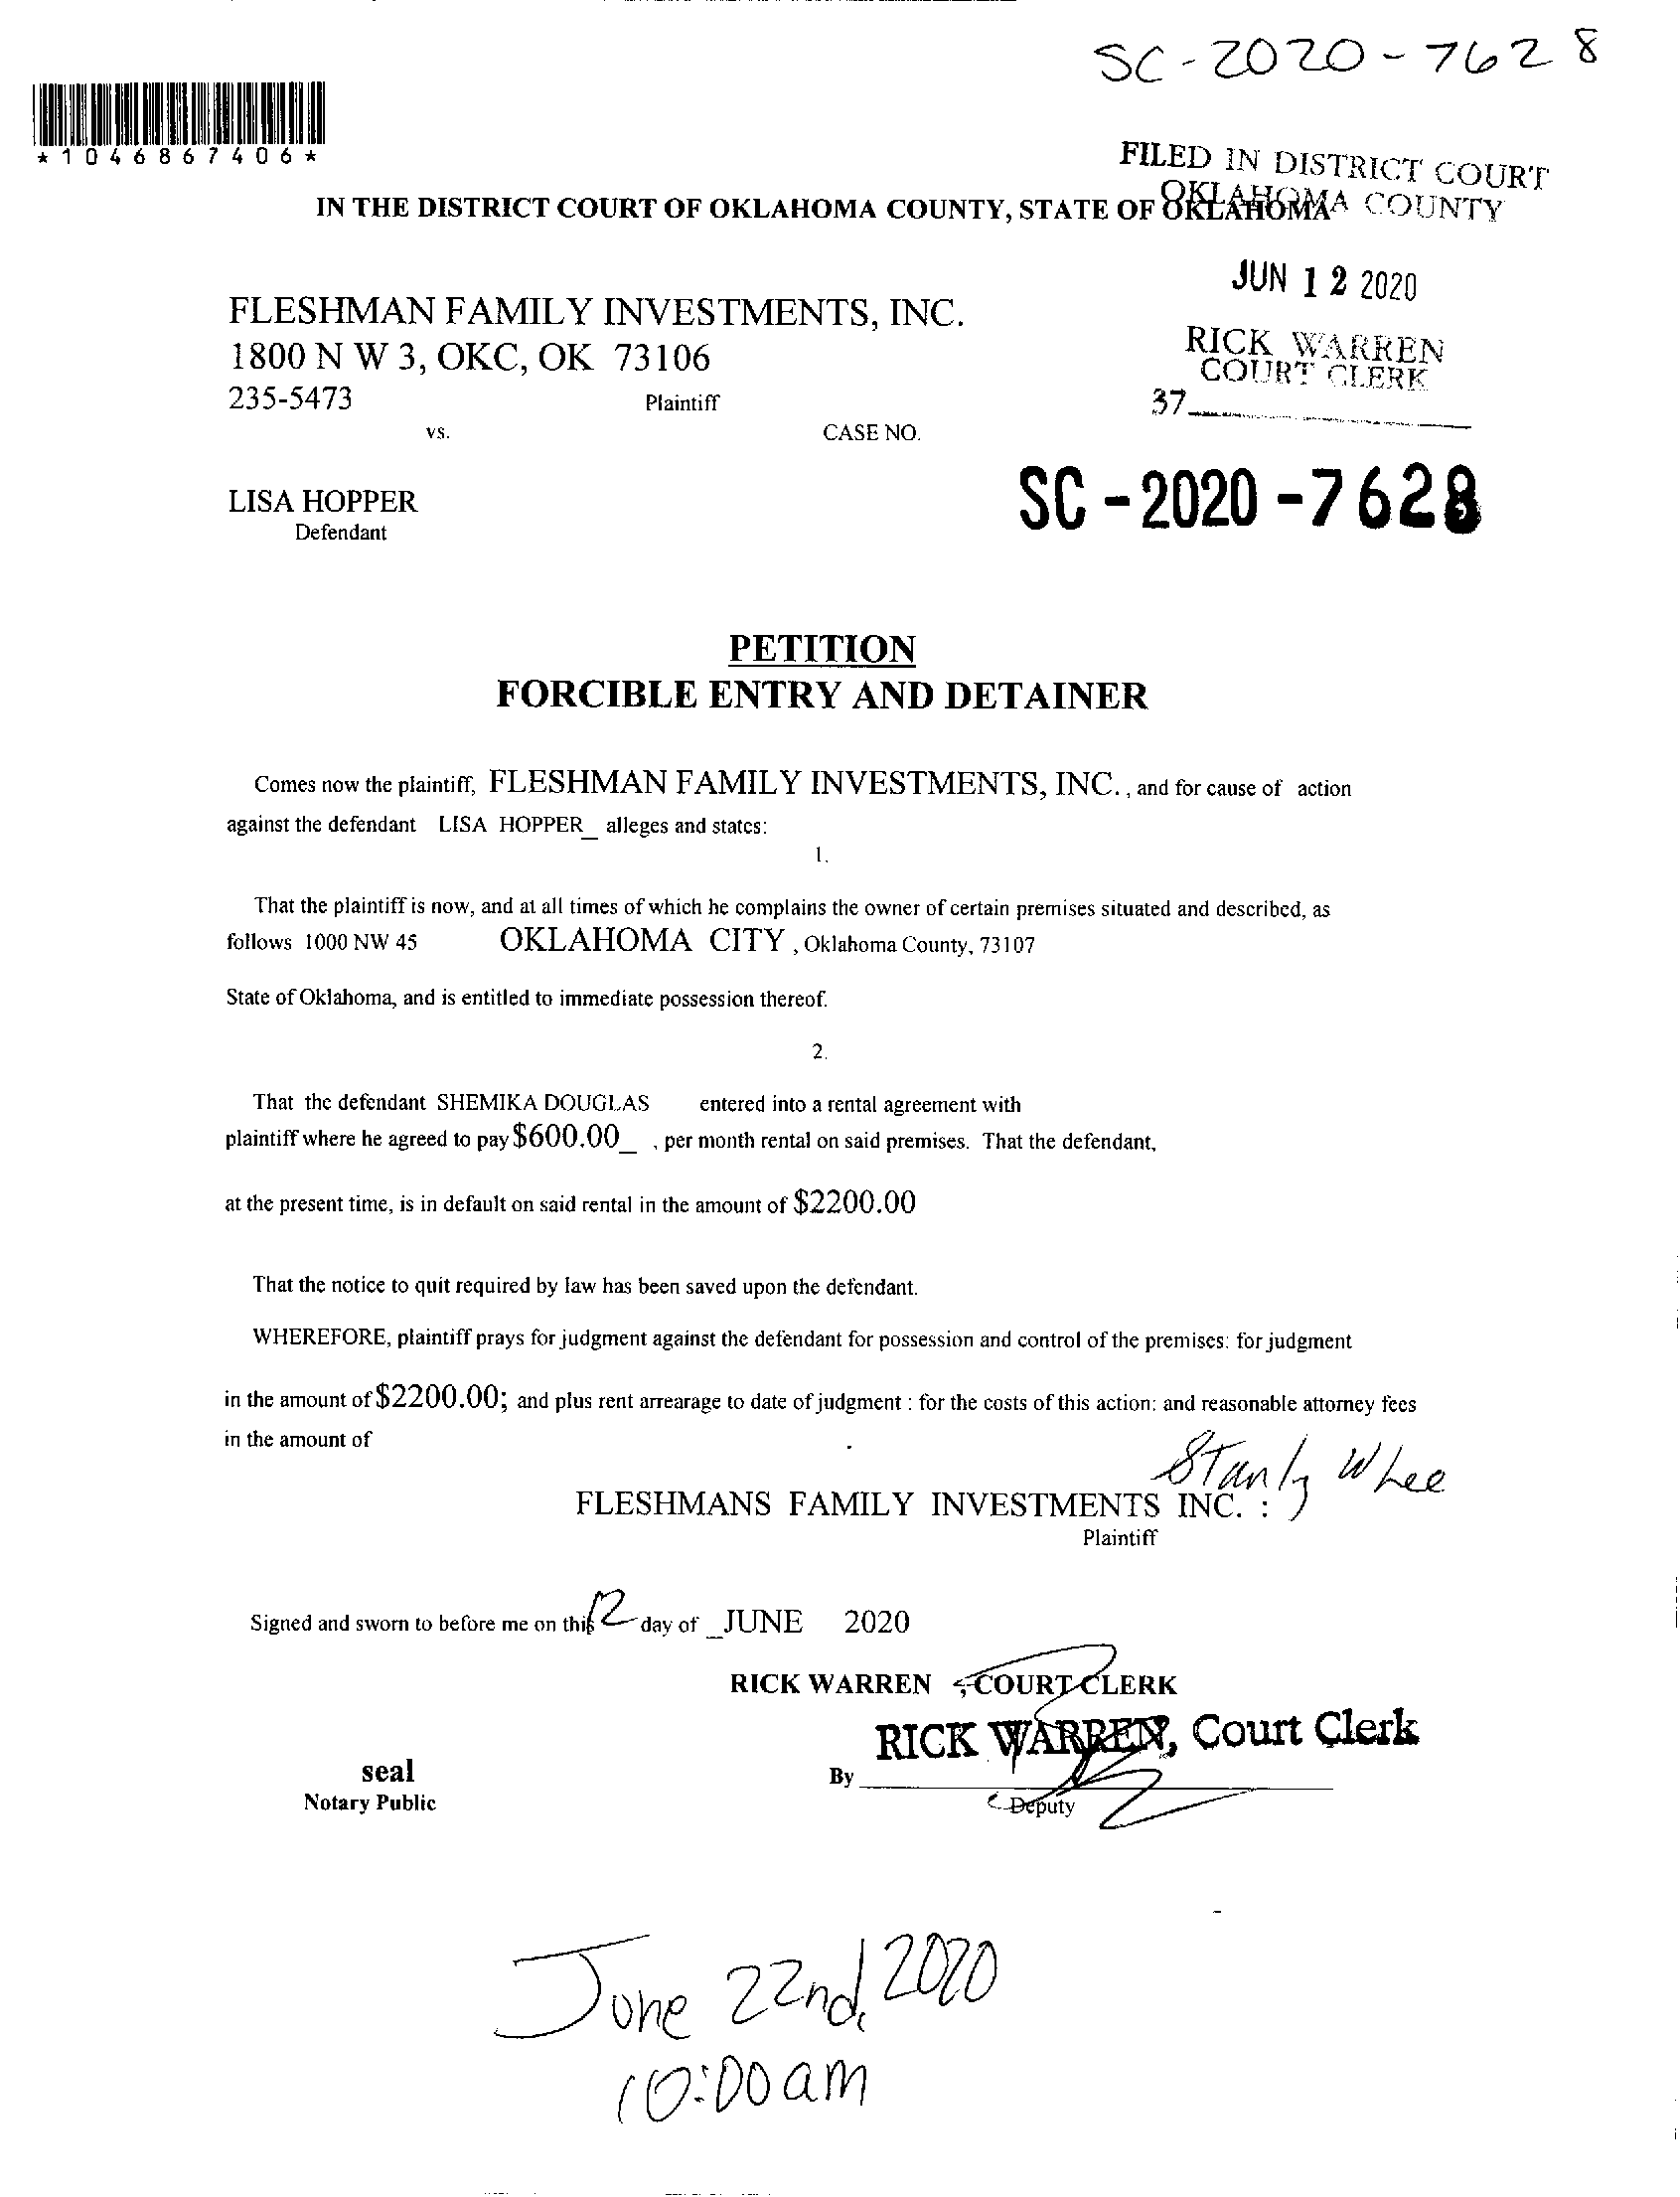 SC-2020-7628
*1046867406*
FILED IN DISTRICT COURT
OKLAHOMA COUNTY
IN THE DISTRICT COURT OF OKLAHOMA COUNTY, STATE OF OKLAHOMA
JUN 12 2020
FLESHMAN FAMILY INVESTMENTS, INC.
1800 N W 3, OKC, OK 73106
RICK WARREN
COURT CLERK
235-5473 Plaintiff
37
vs. CASE NO.
SC-2020-7628
LISA HOPPER
Defendant
PETITION
FORCIBLE ENTRY AND DETAINER
Comes now the plaintiff, FLESHMAN FAMILY INVESTMENTS, INC. , and for cause of action
against the defendant LISA HOPPER_ alleges and states:
1.
That the plaintiff is now, and at all times of which he complains the owner of certain premises situated and described, as
follows 1000 NW 45 OKLAHOMA CITY , Oklahoma County, 73107
State of Oklahoma, and is entitled to immediate possession thereof.
2.
That the defendant SHEMIKA DOUGLAS entered into a rental agreement with
plaintiff where he agreed to pay $600.00_ , per month rental on said premises. That the defendant,
at the present time, is in default on said rental in the amount of $2200.00
That the notice to quit required by law has been saved upon the defendant.
WHEREFORE, plaintiff prays for judgment against the defendant for possession and control of the premises: for judgment
in the amount of $2200.00; and plus rent arrearage to date of judgment : for the costs of this action: and reasonable attorney fees
in the amount of .
FLESHMANS FAMILY INVESTMENTS INC. :
Plaintiff
Signed and sworn to before me on this 12 day of _JUNE 2020
RICK WARREN , COURT CLERK
RICK WARREN, Court Clerk
seal
By
Notary Public
Deputy
June 22nd, 2020
10:00am